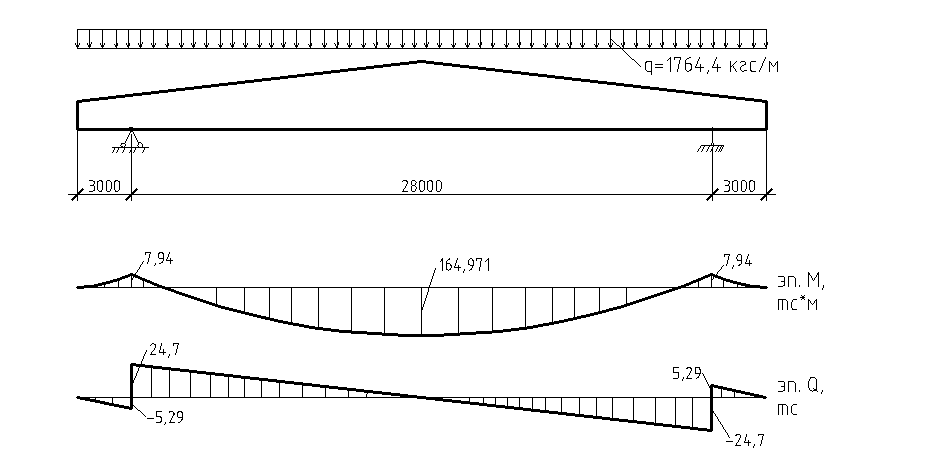 q=1764,4 кгс/м
3000
28000
3000
7,94
164,971
7,94
эп. М,
тс*м
24,7
5,29
эп. Q,
тс
-5,29
-24,7